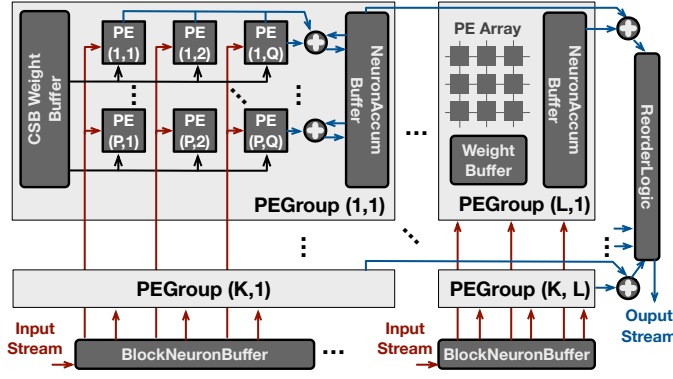 CSB Weight
Buffer
PE
(1,1)
PE
(1,2)
PE
(1,Q)
PE
(P,1)
PE
(P,2)
PE
(P,Q)
NeuronAccum
Buffer
PEGroup (1,1)
...
PE Array
Weight
Buffer
NeuronAccum
Buffer
PEGroup (L,1)
ReorderLogic
PEGroup (K,1)
PEGroup (K, L)
Input
Stream
BlockNeuronBuffer
...
Input
Stream
BlockNeuronBuffer
Ouput
Stream